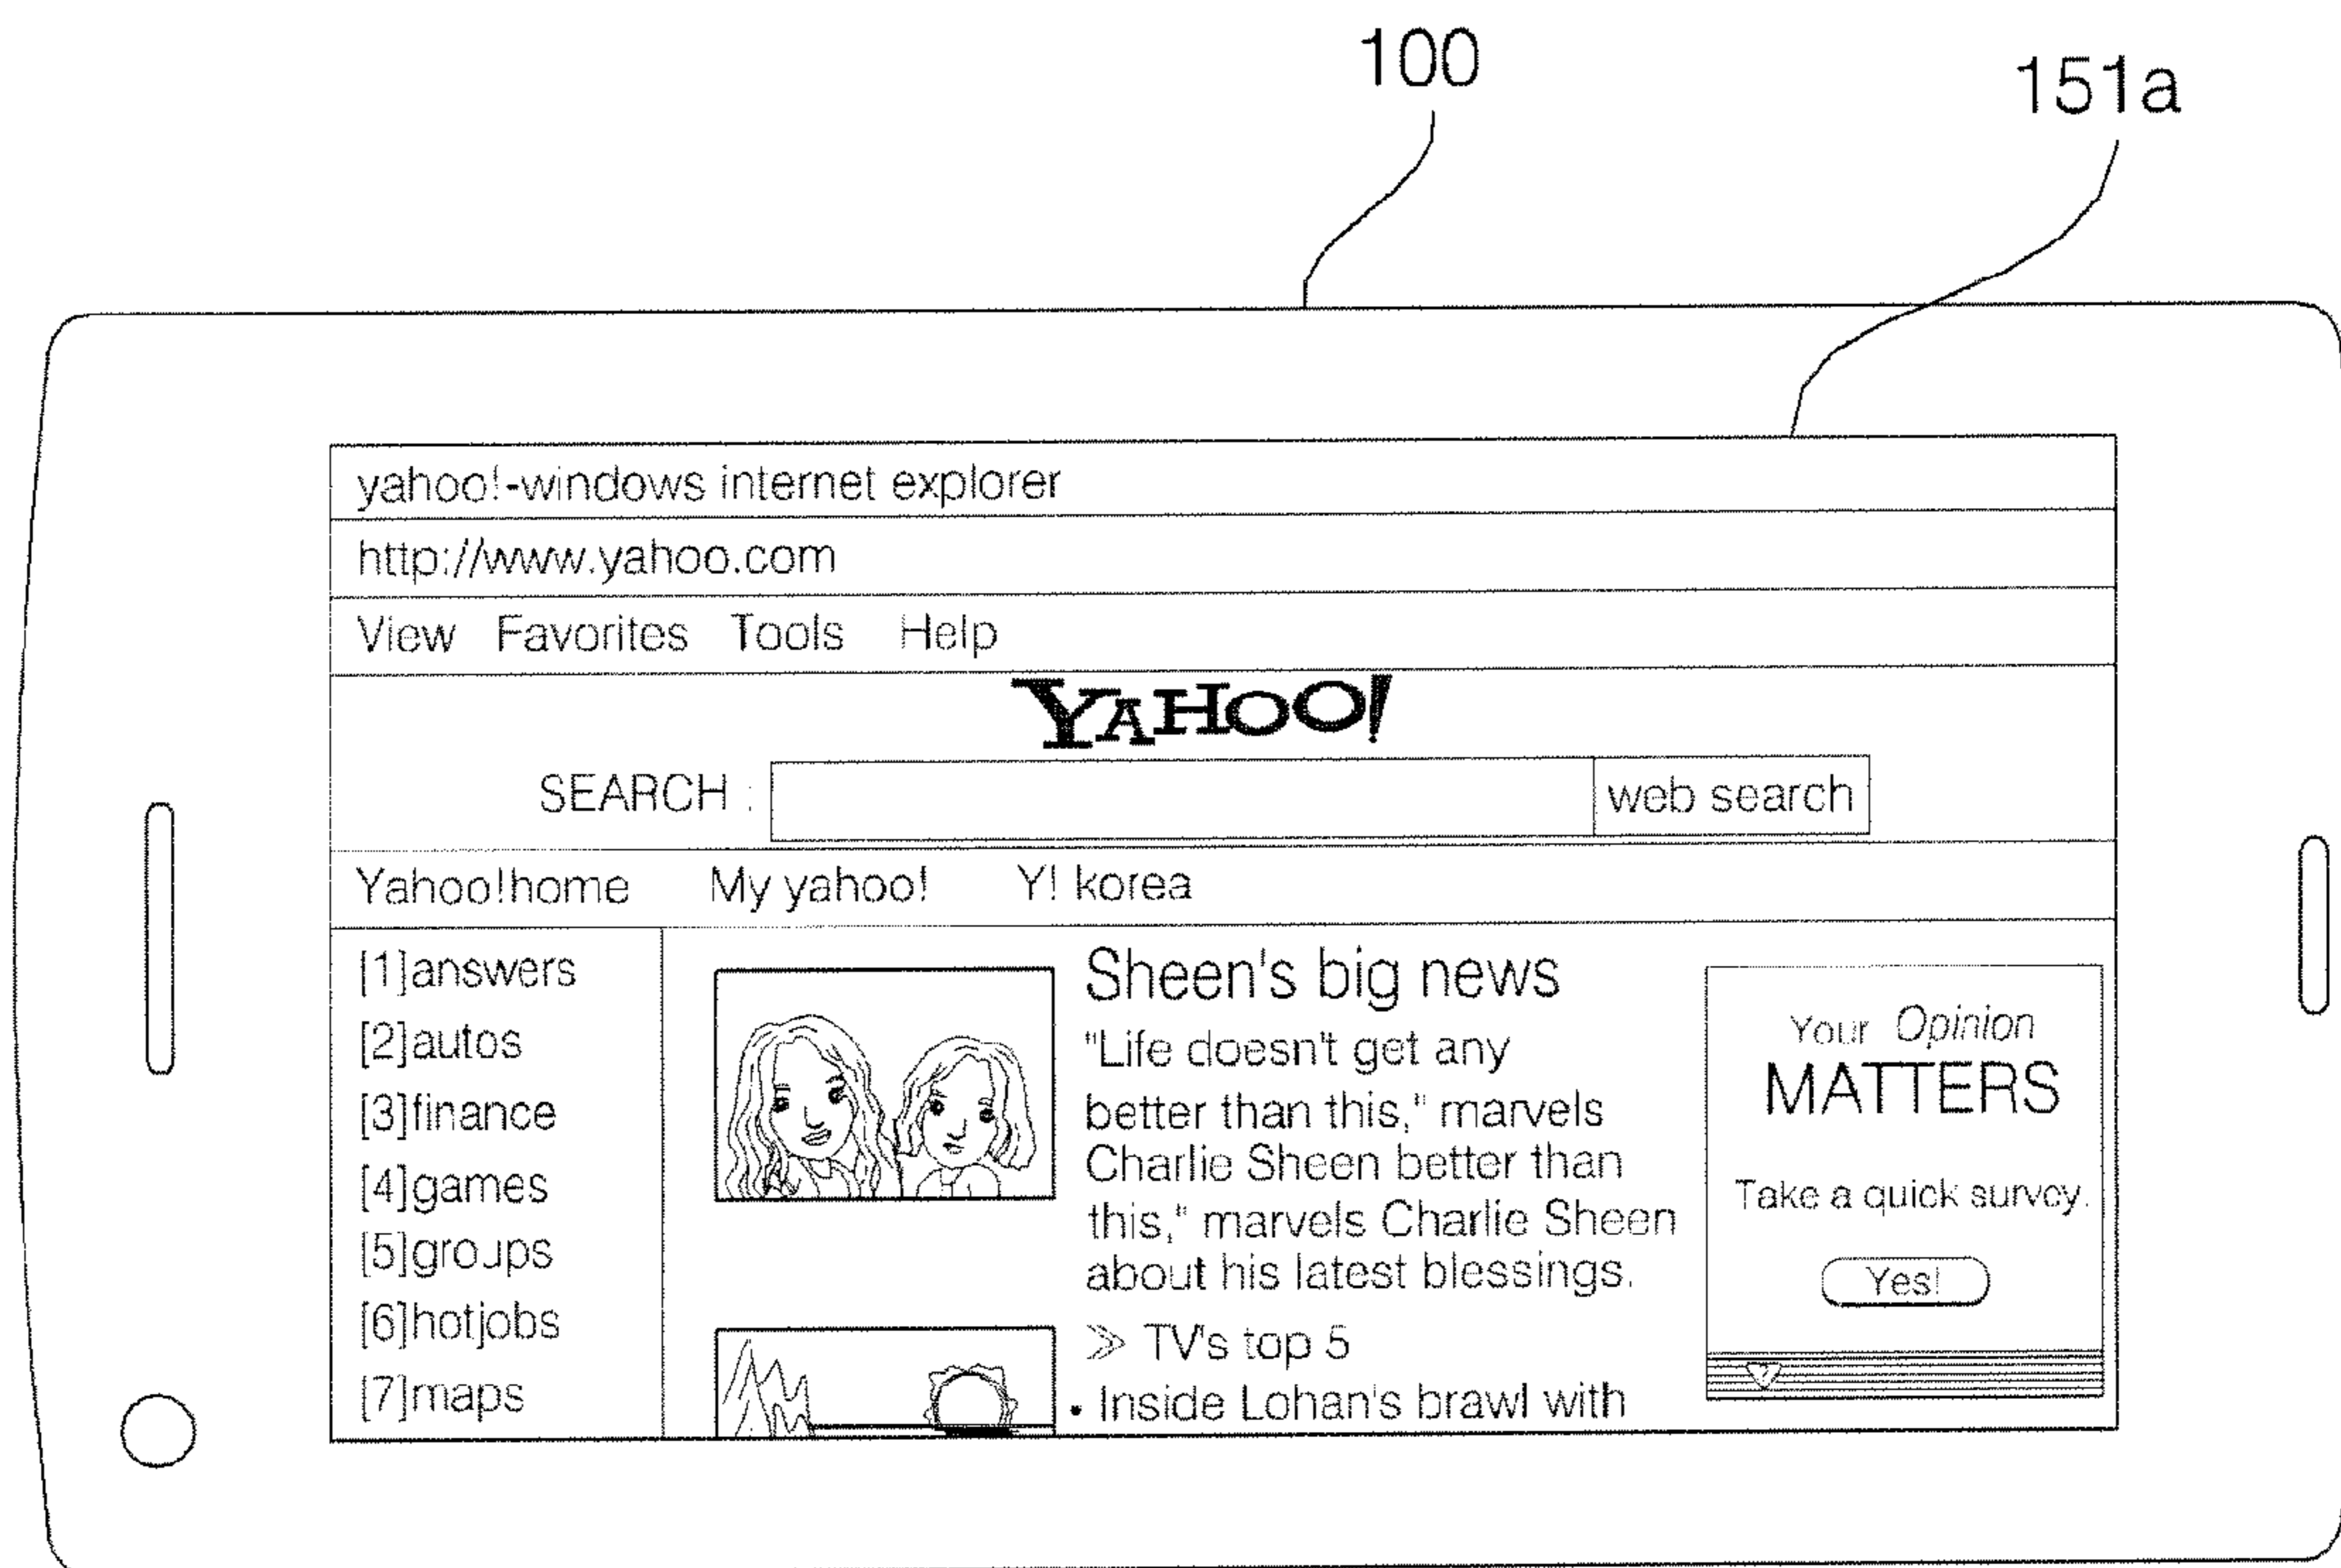 100
151a
yahoo!-windows internet explorer
http://www.yahoo.com
View Favorites Tools Help
YAHOO!
SEARCH : web search
Yahoo!home My yahoo! Y! korea
[1]answers
[2]autos
[3]finance
[4]games
[5]groups
[6]hotjobs
[7]maps
Sheen's big news
"Life doesn't get any
better than this," marvels
Charlie Sheen better than
this," marvels Charlie Sheen
about his latest blessings.
≫ TV's top 5
• Inside Lohan's brawl with
Your Opinion
MATTERS
Take a quick survey.
Yes!